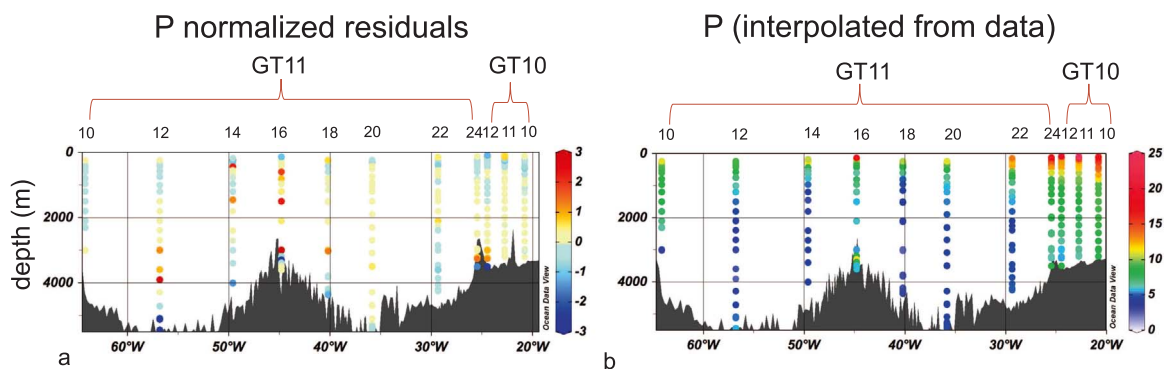 P normalized residuals
P (interpolated from data)
GT11
GT10
GT11
GT10
10 12 14 16 18 20 22 24 12 11 10
10 12 14 16 18 20 22 24 12 11 10
depth (m)
0
2000
4000
60°W 50°W 40°W 30°W 20°W
3
2
1
0
-1
-2
-3
Ocean Data View
a
0
2000
4000
60°W 50°W 40°W 30°W 20°W
25
20
15
10
5
0
Ocean Data View
b